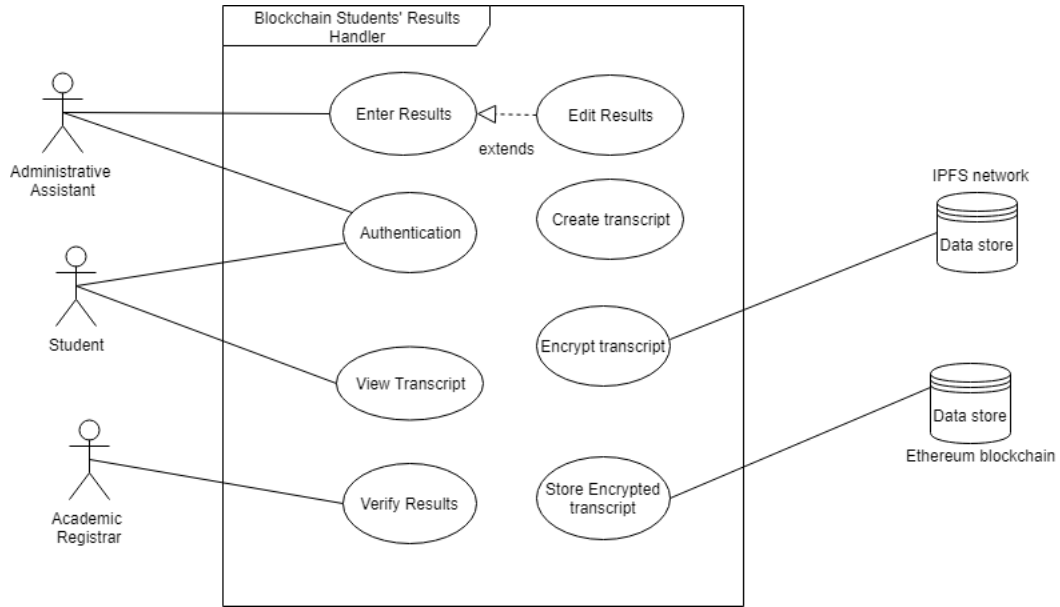 Blockchain Students' Results
Handler
Enter Results
Edit Results
extends
Administrative
Assistant
IPFS network
Create transcript
Authentication
Data store
Student
Encrypt transcript
View Transcript
Data store
Ethereum blockchain
Store Encrypted
transcript
Verify Results
Academic
Registrar